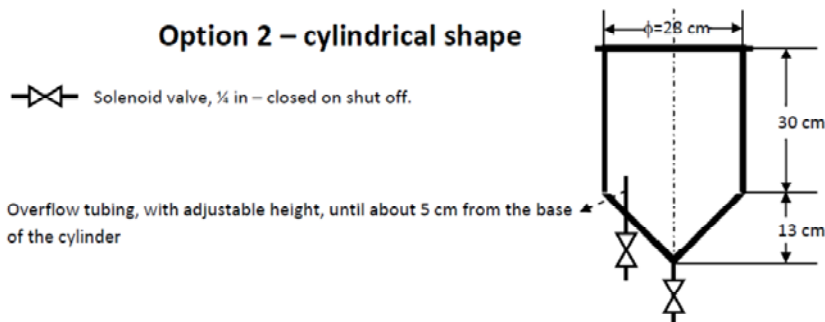 Option 2 – cylindrical shape
ϕ=28 cm
Solenoid valve, ¼ in – closed on shut off.
30 cm
Overflow tubing, with adjustable height, until about 5 cm from the base
of the cylinder
13 cm